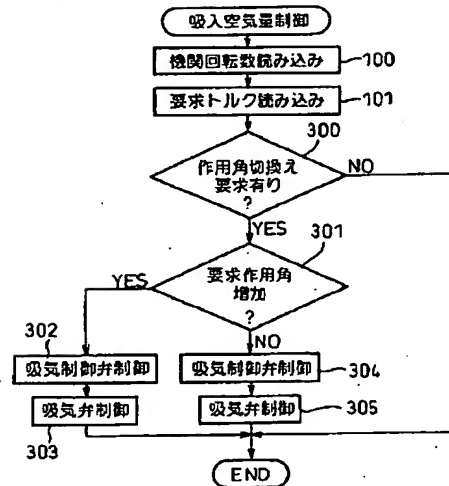 吸入空気量制御
機関回転数読み込み
100
要求トルク読み込み
101
300
作用角切換え
要求有り
?
NO
YES
301
要求作用角
増加
?
YES
NO
302
吸気制御弁制御
吸気制御弁制御
304
吸気弁制御
303
吸気弁制御
305
END